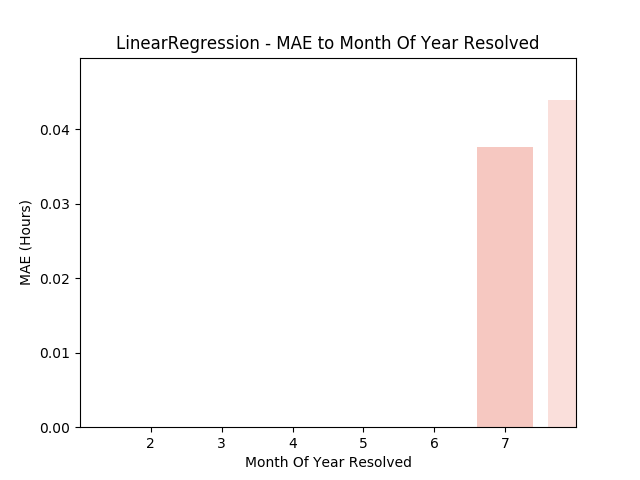 LinearRegression - MAE to Month Of Year Resolved
0.04
0.03
0.02
0.01
0.00
MAE (Hours)
2 3 4 5 6 7
Month Of Year Resolved